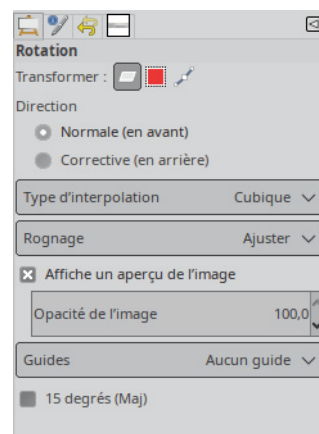 Rotation
Transformer :
Direction
Normale (en avant)
Corrective (en arrière)
Type d'interpolation Cubique
Rognage Ajuster
Affiche un aperçu de l'image
Opacité de l'image 100,0
Guides Aucun guide
15 degrés (Maj)